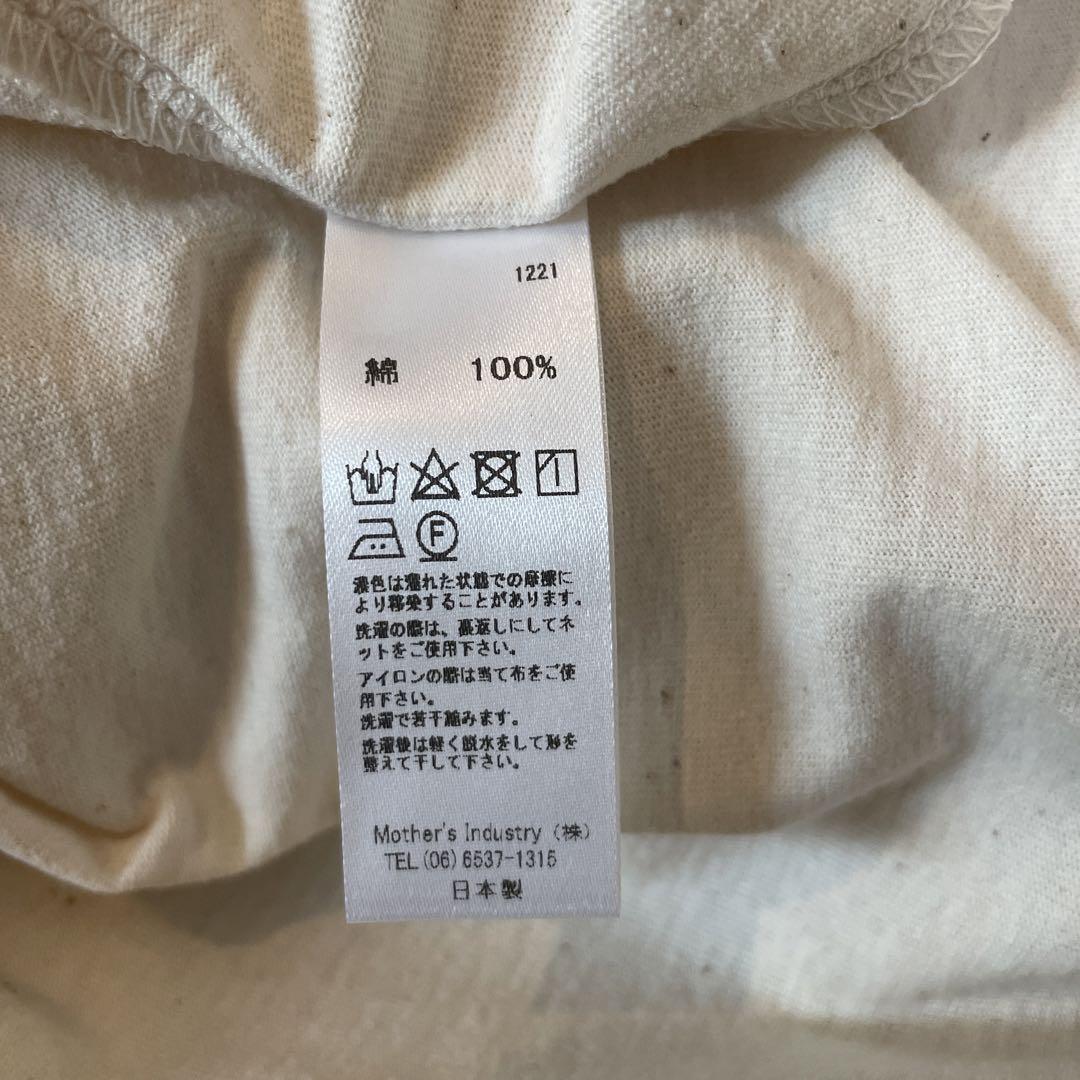 1221
綿 100%
F
濃色は濡れた状態での摩擦に
より移染することがあります。
洗濯の際は、裏返しにしてネ
ットをご使用下さい。
アイロンの際は当て布をご使
用下さい。
洗濯で若干縮みます。
洗濯後は軽く脱水をして形を
整えて干して下さい。
Mother's Industry (株)
TEL(06)6537-1315
日本製